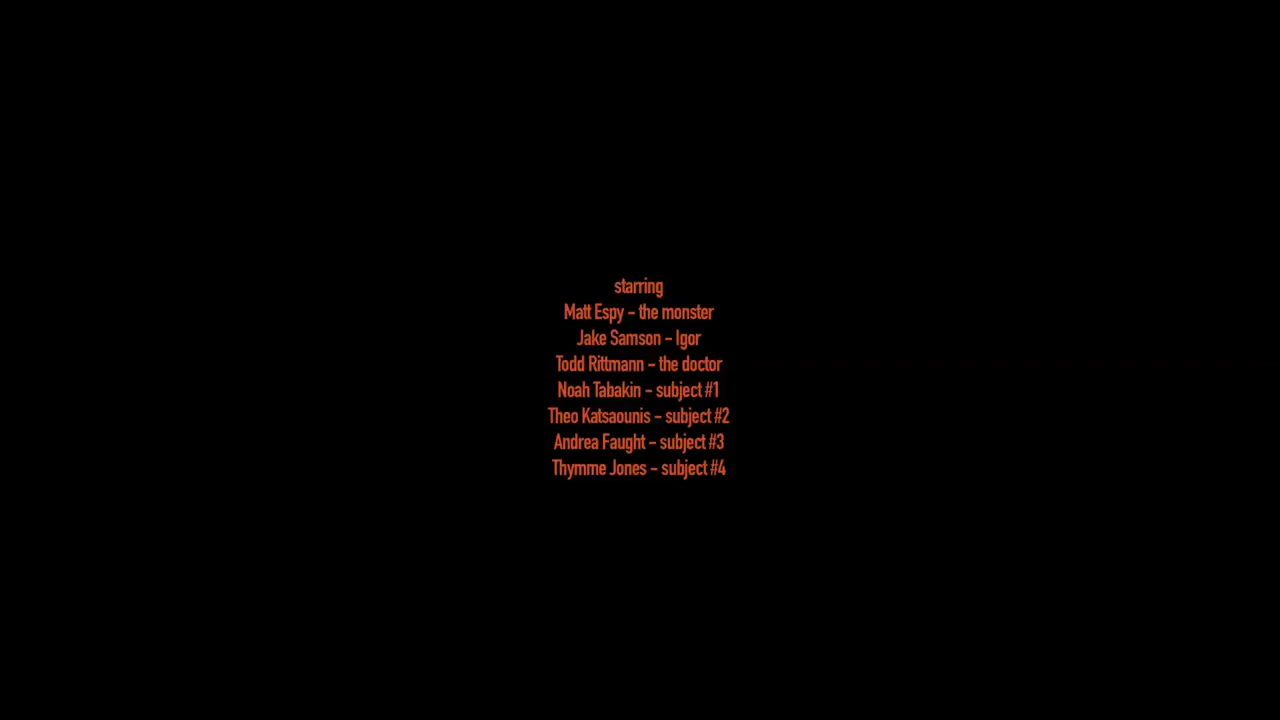 starring
Matt Espy - the monster
Jake Samson - Igor
Todd Rittmann - the doctor
Noah Tabakin - subject #1
Theo Katsaounis - subject #2
Andrea Faught - subject #3
Thymme Jones - subject #4